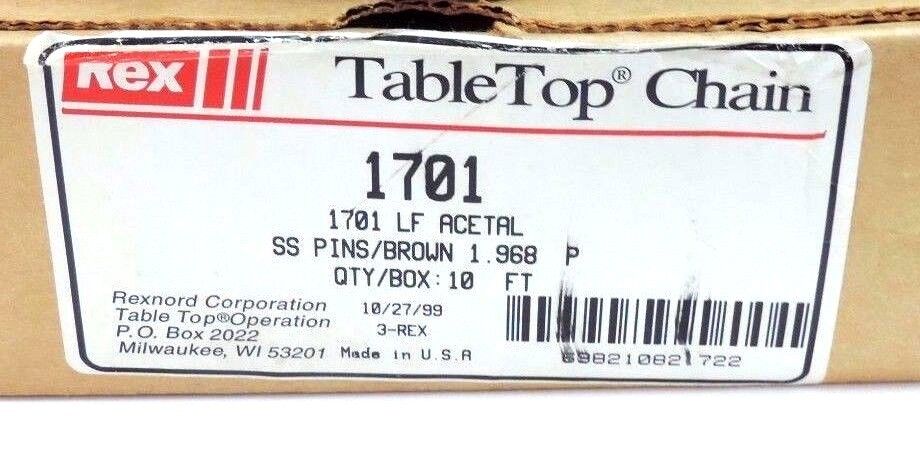 Rex TableTop® Chain
1701
1701 LF ACETAL
SS PINS/BROWN 1.968 P
QTY/BOX: 10 FT
Rexnord Corporation
Table Top®Operation
P.O. Box 2022
Milwaukee, WI 53201
10/27/99
3-REX
Made in U.S.A
698210821722